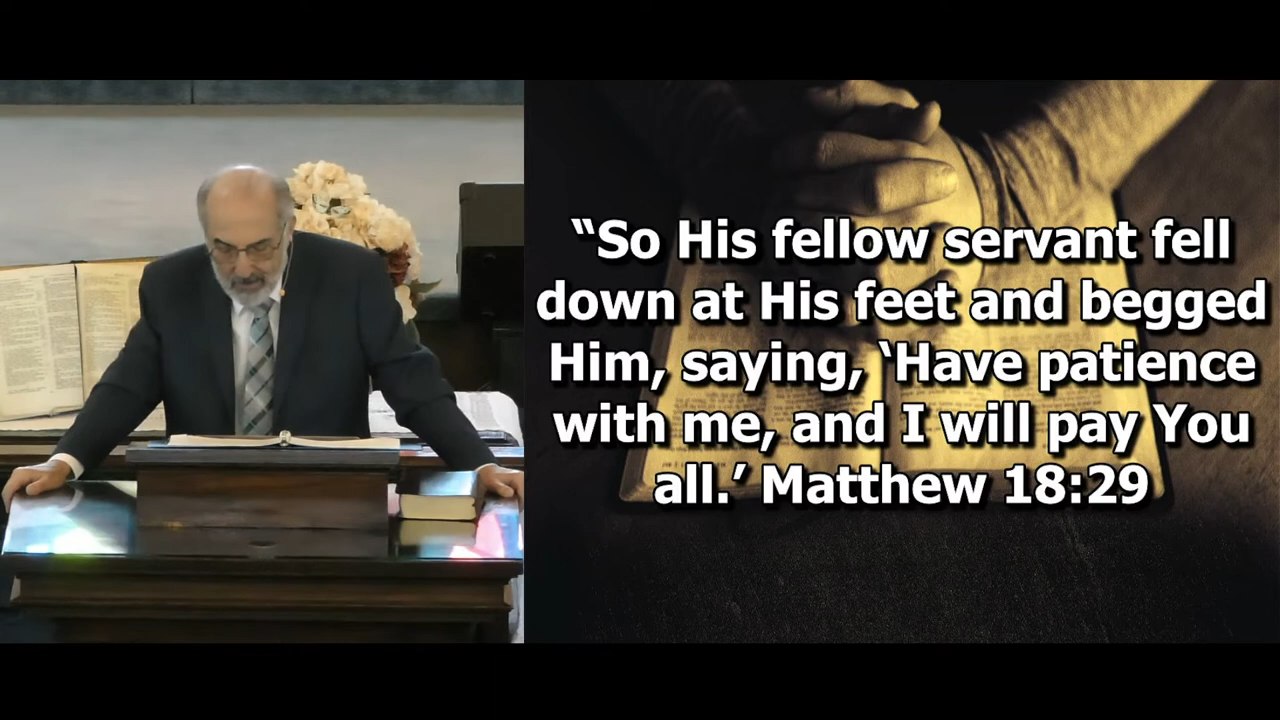 “So His fellow servant fell
down at His feet and begged
Him, saying, ‘Have patience
with me, and I will pay You
all.’ Matthew 18:29